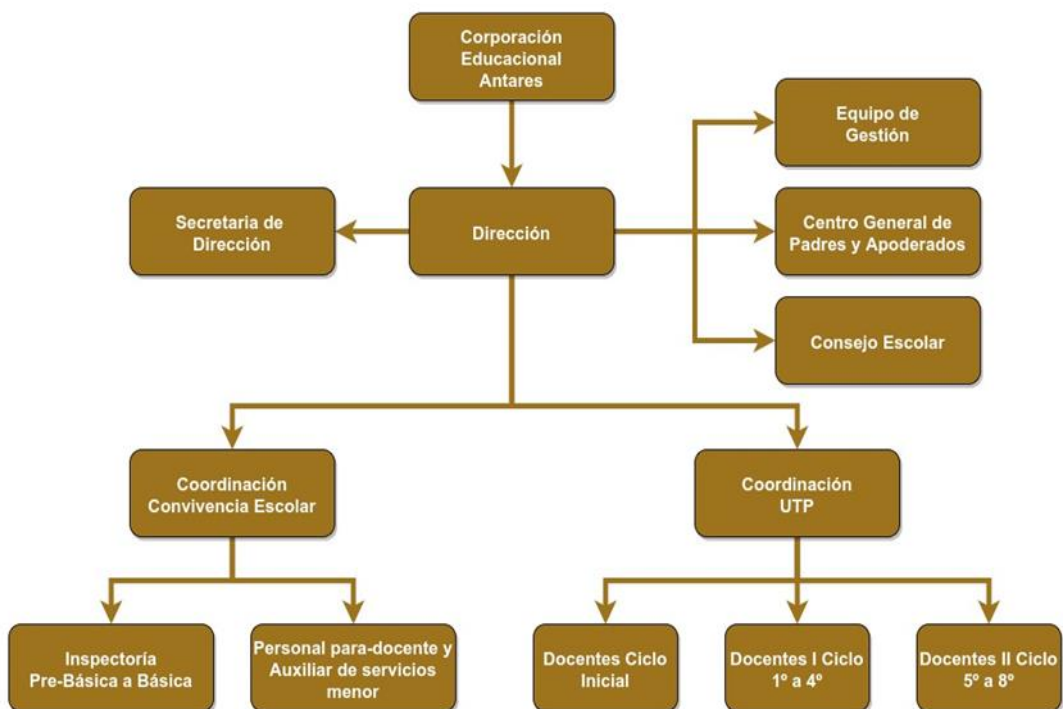 Corporación
Educacional
Antares
Equipo de
Gestión
Secretaria de
Dirección
Dirección
Centro General de
Padres y Apoderados
Consejo Escolar
Coordinación
Convivencia Escolar
Coordinación
UTP
Inspectoría
Pre-Básica a Básica
Personal para-docente y
Auxiliar de servicios
menor
Docentes Ciclo
Inicial
Docentes I Ciclo
1º a 4º
Docentes II Ciclo
5º a 8º